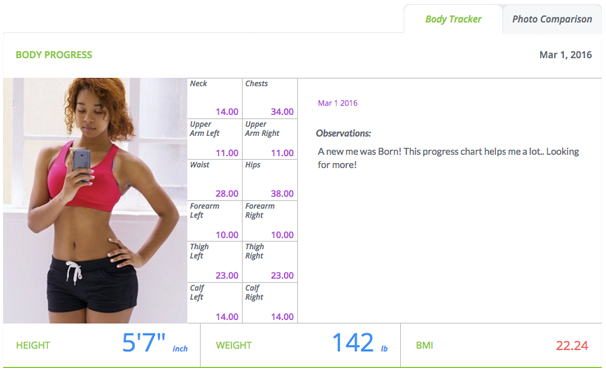 Body Tracker Photo Comparison
BODY PROGRESS Mar 1, 2016
Neck Chests
14.00 34.00
Upper Arm Left Upper Arm Right
11.00 11.00
Waist Hips
28.00 38.00
Forearm Left Forearm Right
10.00 10.00
Thigh Left Thigh Right
23.00 23.00
Calf Left Calf Right
14.00 14.00
Mar 1 2016
Observations:
A new me was Born! This progress chart helps me a lot.. Looking
for more!
HEIGHT 5'7" inch WEIGHT 142 lb BMI 22.24